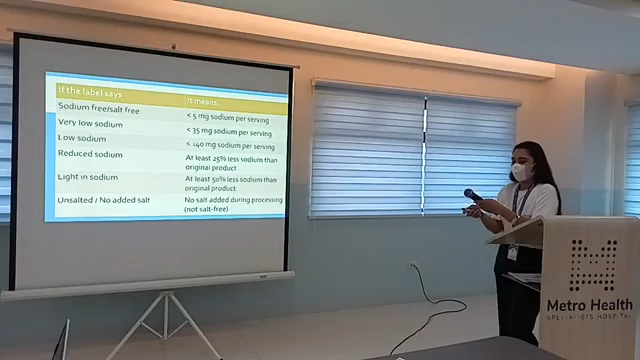 If the label says
It means
Sodium free/salt free
< 5 mg sodium per serving
Very low sodium
< 35 mg sodium per serving
Low sodium
< 140 mg sodium per serving
Reduced sodium
At least 25% less sodium than
original product
Light in sodium
At least 50% less sodium than
original product
Unsalted / No added salt
No salt added during processing
(not salt-free)
Metro Health
SPECIALISTS HOSPITAL